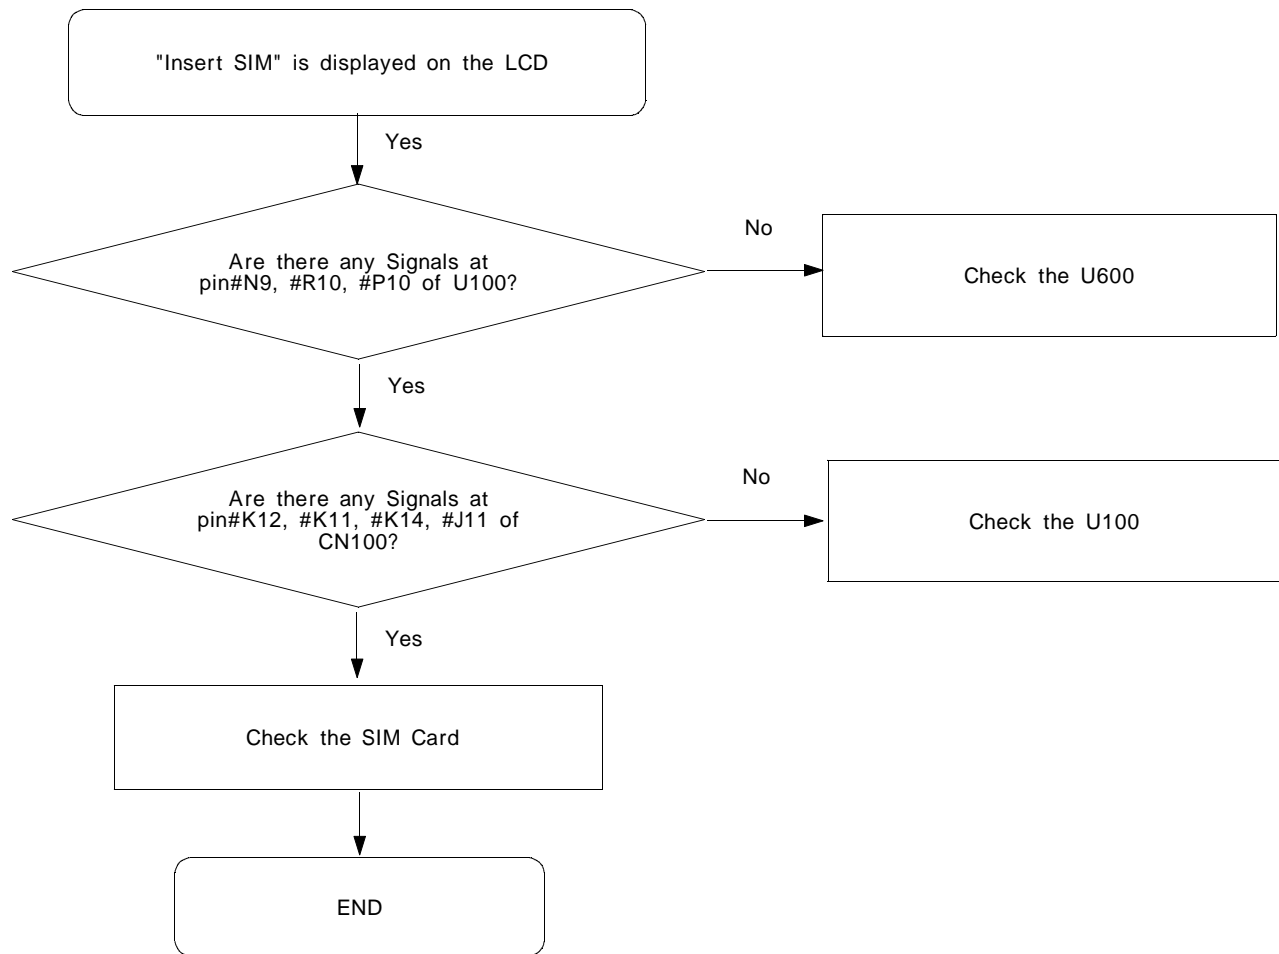 "Insert SIM" is displayed on the LCD
Yes
Are there any Signals at
pin#N9, #R10, #P10 of U100?
No
Check the U600
Yes
Are there any Signals at
pin#K12, #K11, #K14, #J11 of
CN100?
No
Check the U100
Yes
Check the SIM Card
END